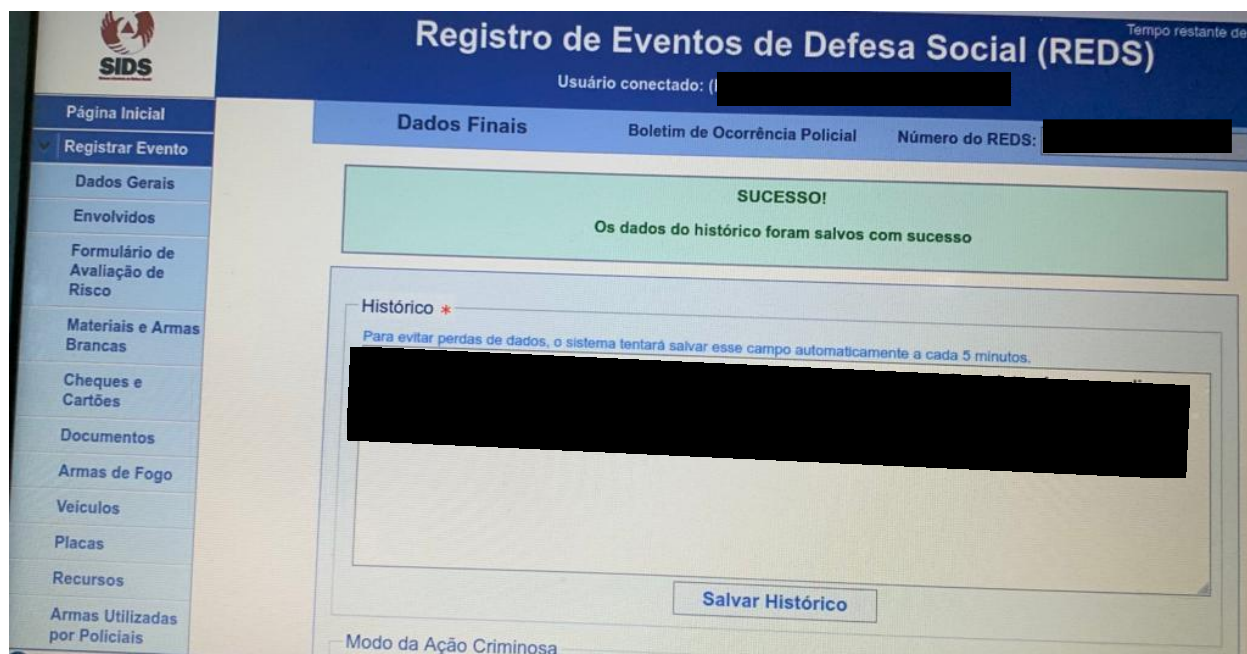 SIDS
Registro de Eventos de Defesa Social (REDS)
Tempo restante de
Usuário conectado: (
Página Inicial
Registrar Evento
Dados Gerais
Envolvidos
Formulário de
Avaliação de
Risco
Materiais e Armas
Brancas
Cheques e
Cartões
Documentos
Armas de Fogo
Veiculos
Placas
Recursos
Armas Utilizadas
por Policiais
Dados Finais
Boletim de Ocorrência Policial
Número do REDS:
SUCESSO!
Os dados do histórico foram salvos com sucesso
Histórico *
Para evitar perdas de dados, o sistema tentará salvar esse campo automaticamente a cada 5 minutos.
Salvar Histórico
Modo da Ação Criminosa